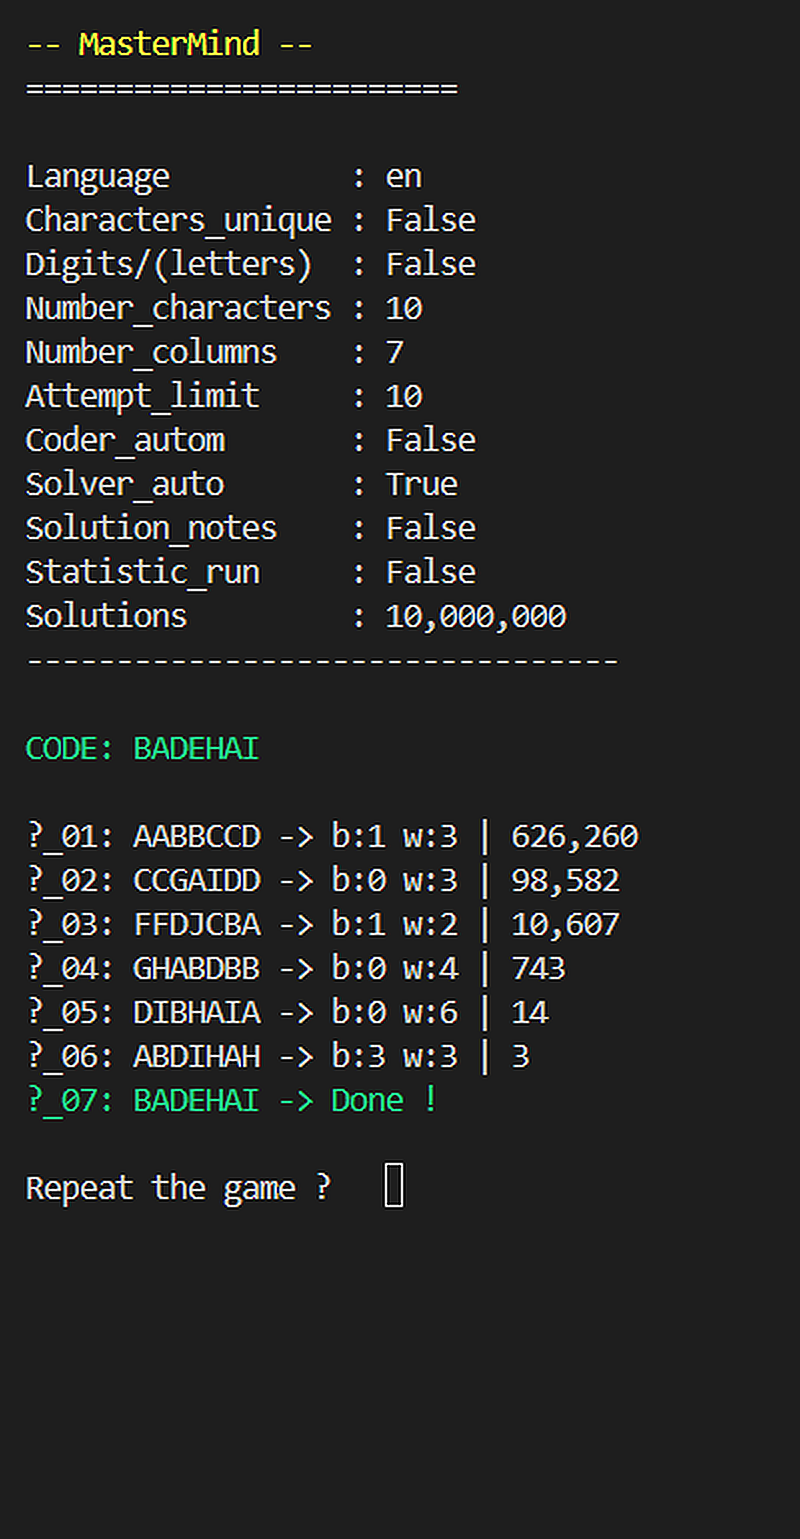 -- MasterMind --
========================
Language : en
Characters_unique : False
Digits/(letters) : False
Number_characters : 10
Number_columns : 7
Attempt_limit : 10
Coder_autom : False
Solver_auto : True
Solution_notes : False
Statistic_run : False
Solutions : 10,000,000
---------------------------------
CODE: BADEHAI
?_01: AABBCCD -> b:1 w:3 | 626,260
?_02: CCGAIDD -> b:0 w:3 | 98,582
?_03: FFDJCBA -> b:1 w:2 | 10,607
?_04: GHABDBB -> b:0 w:4 | 743
?_05: DIBHAIA -> b:0 w:6 | 14
?_06: ABDIHAH -> b:3 w:3 | 3
?_07: BADEHAI -> Done !
Repeat the game ?